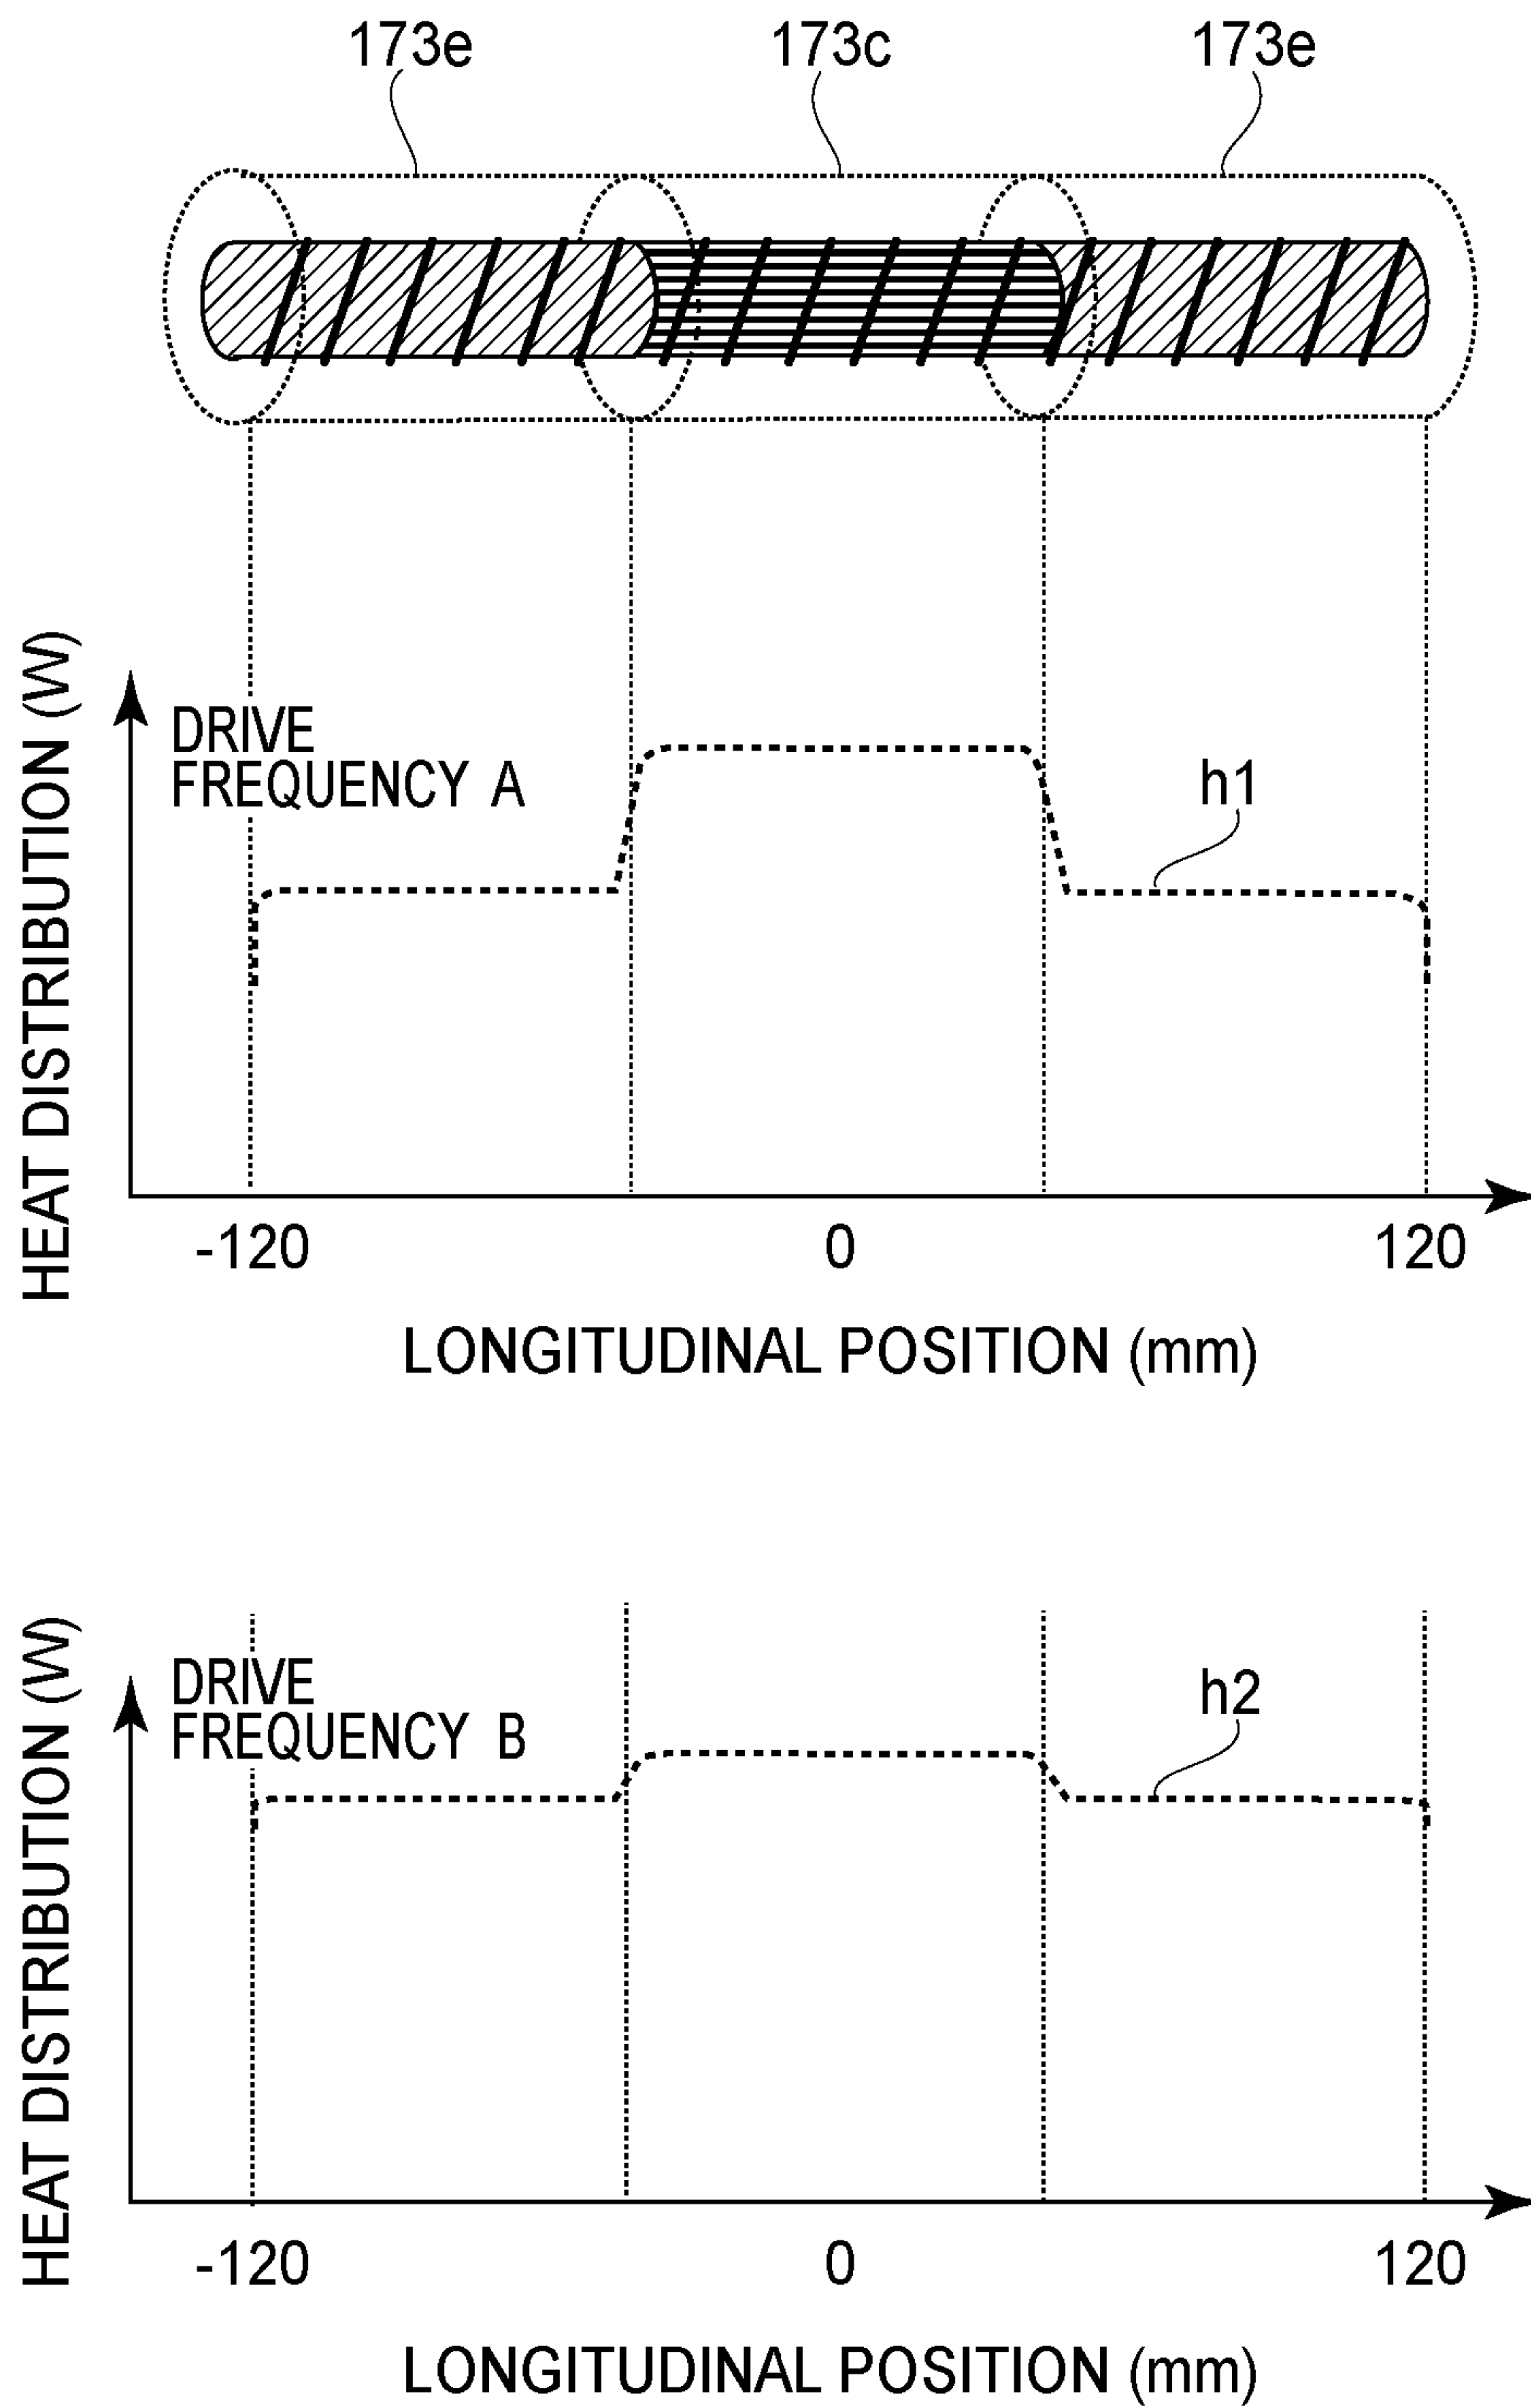 173e 173c 173e
HEAT DISTRIBUTION (W)
DRIVE
FREQUENCY A
h1
-120 0 120
LONGITUDINAL POSITION (mm)
HEAT DISTRIBUTION (W)
DRIVE
FREQUENCY B
h2
-120 0 120
LONGITUDINAL POSITION (mm)